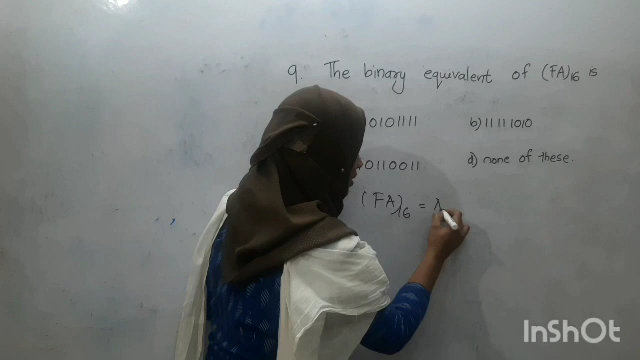 9. The binary equivalent of (FA)16 is
0101111 b) 11111010
0110011 d) none of these.
(FA)16 =
InShOt